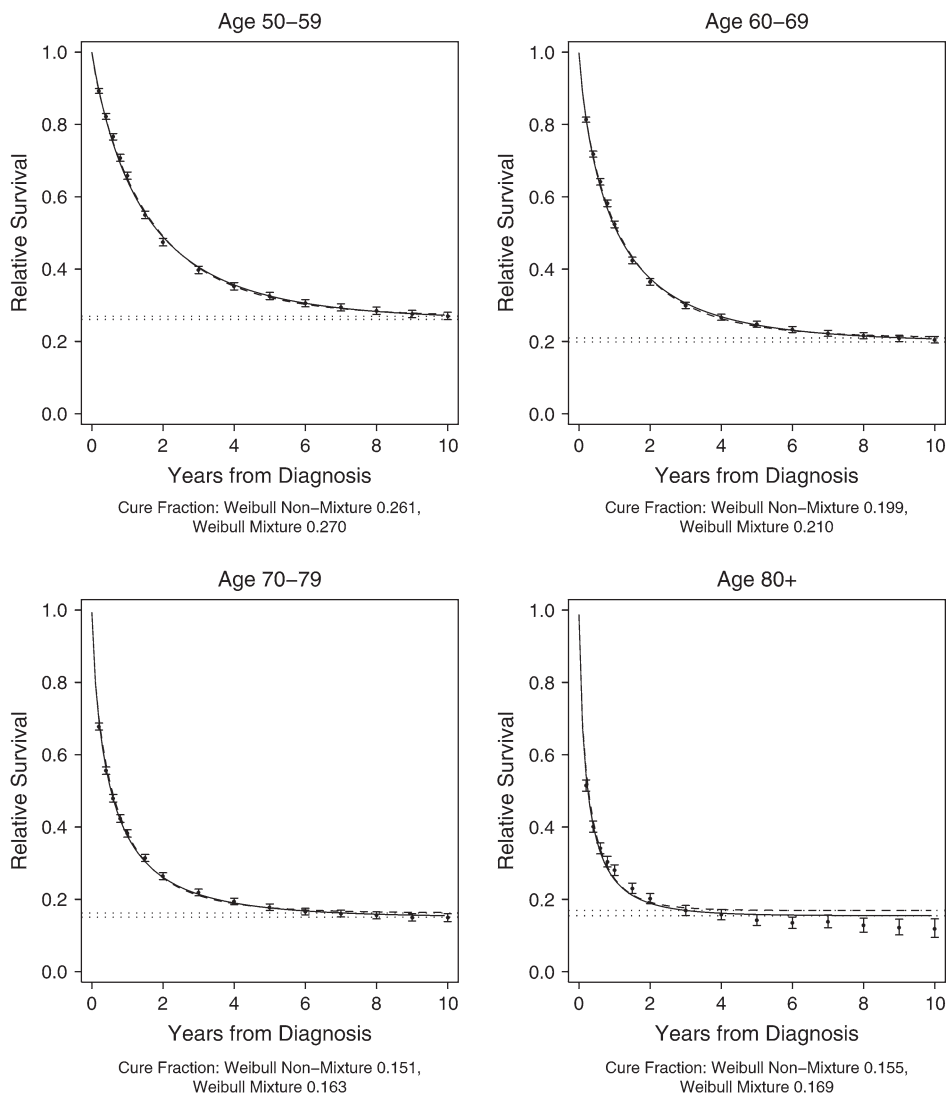 Age 50–59
Relative Survival
1.0
0.8
0.6
0.4
0.2
0.0
0 2 4 6 8 10
Years from Diagnosis
Cure Fraction: Weibull Non−Mixture 0.261,
Weibull Mixture 0.270
Age 60–69
Relative Survival
1.0
0.8
0.6
0.4
0.2
0.0
0 2 4 6 8 10
Years from Diagnosis
Cure Fraction: Weibull Non−Mixture 0.199,
Weibull Mixture 0.210
Age 70–79
Relative Survival
1.0
0.8
0.6
0.4
0.2
0.0
0 2 4 6 8 10
Years from Diagnosis
Cure Fraction: Weibull Non−Mixture 0.151,
Weibull Mixture 0.163
Age 80+
Relative Survival
1.0
0.8
0.6
0.4
0.2
0.0
0 2 4 6 8 10
Years from Diagnosis
Cure Fraction: Weibull Non−Mixture 0.155,
Weibull Mixture 0.169